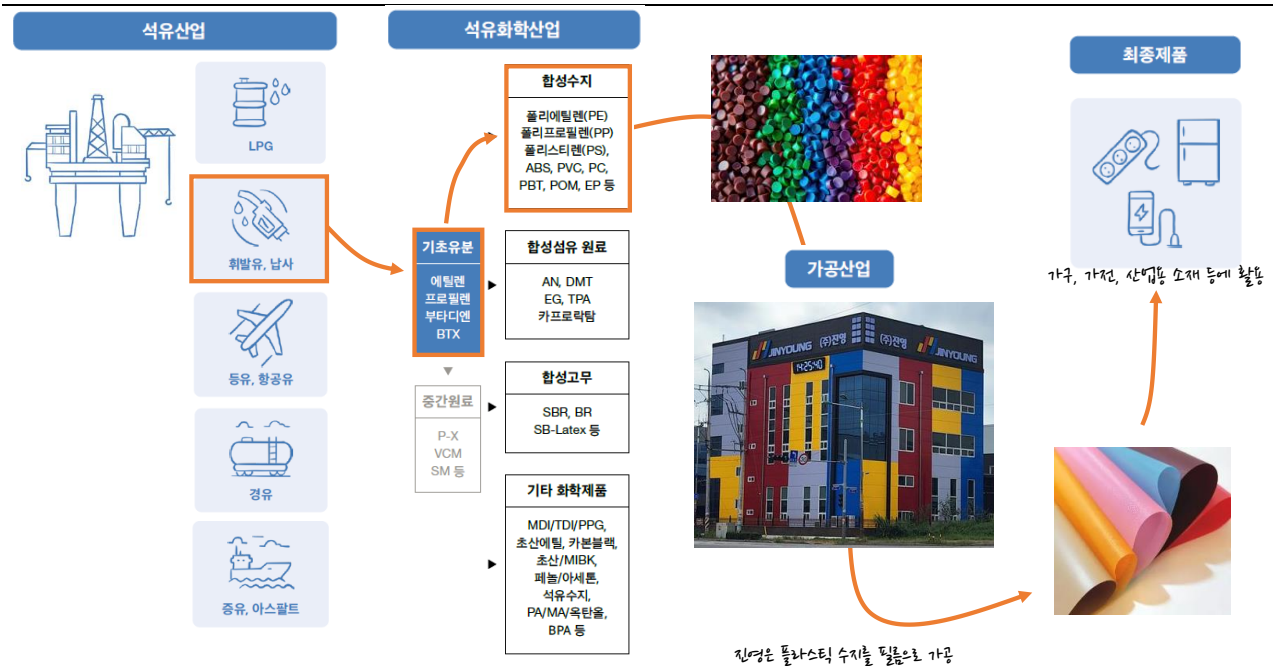 석유산업
LPG
휘발유, 납사
등유, 항공유
경유
중유, 아스팔트
석유화학산업
기초유분
에틸렌
프로필렌
부타디엔
BTX
중간원료
P-X
VCM
SM 등
합성수지
폴리에틸렌(PE)
폴리프로필렌(PP)
폴리스티렌(PS),
ABS, PVC, PC,
PBT, POM, EP 등
합성섬유 원료
AN, DMT
EG, TPA
카프로락탐
합성고무
SBR, BR
SB-Latex 등
기타 화학제품
MDI/TDI/PPG,
초산에틸, 카본블랙,
초산/MIBK,
페놀/아세톤,
석유수지,
PA/MA/옥탄올,
BPA 등
가공산업
JINYOUNG (주)진영 (주)진영 JINYOUNG
14:25:40
진영은 플라스틱 수지를 필름으로 가공
최종제품
가구, 가전, 산업용 소재 등에 활용